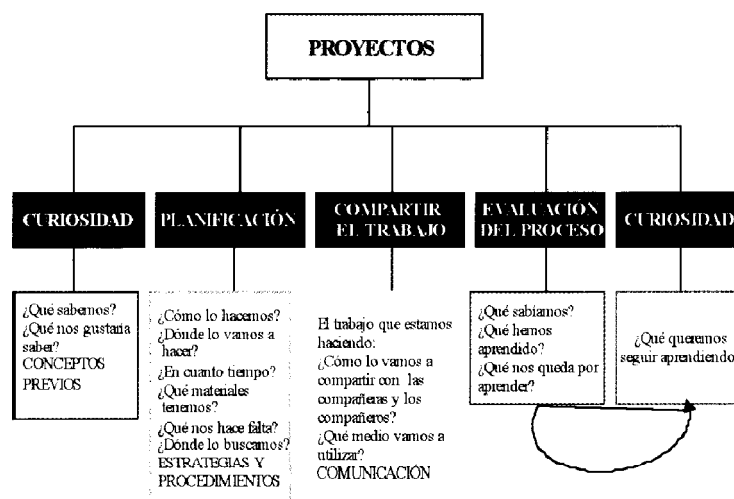 PROYECTOS
CURIOSIDAD
PLANIFICACIÓN
COMPARTIR
EL TRABAJO
EVALUACIÓN
DEL PROCESO
CURIOSIDAD
¿Qué sabemos?
¿Qué nos gustaría
saber?
CONCEPTOS
PREVIOS
¿Cómo lo hacemos?
¿Dónde lo vamos a
hacer?
¿En cuanto tiempo?
¿Qué materiales
tenemos?
¿Qué nos hace falta?
¿Dónde lo buscamos?
ESTRATEGIAS Y
PROCEDIMIENTOS
El trabajo que estamos
haciendo:
¿Cómo lo vamos a
compartir con las
compañeras y los
compañeros?
¿Qué medio vamos a
utilizar?
COMUNICACIÓN
¿Qué sabíamos?
¿Qué hemos
aprendido?
¿Qué nos queda por
aprender?
¿Qué queremos
seguir aprendiendo